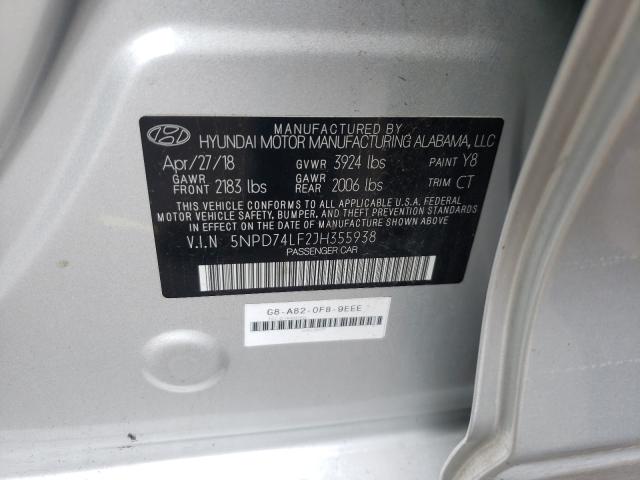 MANUFACTURED BY
HYUNDAI MOTOR MANUFACTURING ALABAMA, LLC
Apr/27/18 GVWR 3924 lbs PAINT Y8
GAWR FRONT 2183 lbs GAWR REAR 2006 lbs TRIM CT
THIS VEHICLE CONFORMS TO ALL APPLICABLE U.S.A. FEDERAL
MOTOR VEHICLE SAFETY, BUMPER, AND THEFT PREVENTION STANDARDS
IN EFFECT ON THE DATE OF MANUFACTURE SHOWN ABOVE.
V.I.N 5NPD74LF2JH355938
PASSENGER CAR
G8-A82-0F8-9EEE